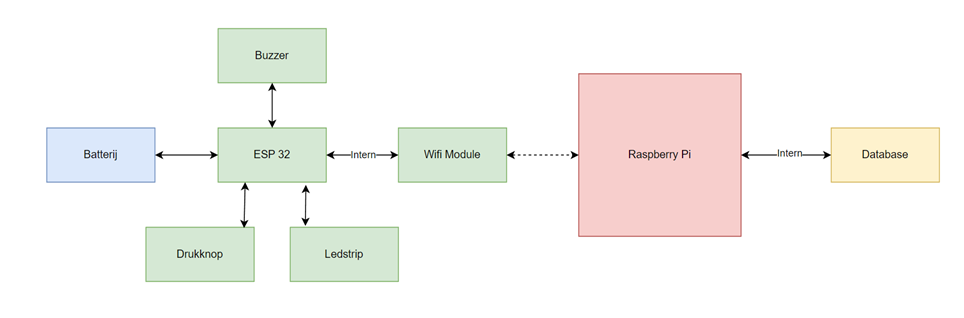 Buzzer
Batterij
ESP 32
Intern
Wifi Module
Raspberry Pi
Intern
Database
Drukknop
Ledstrip